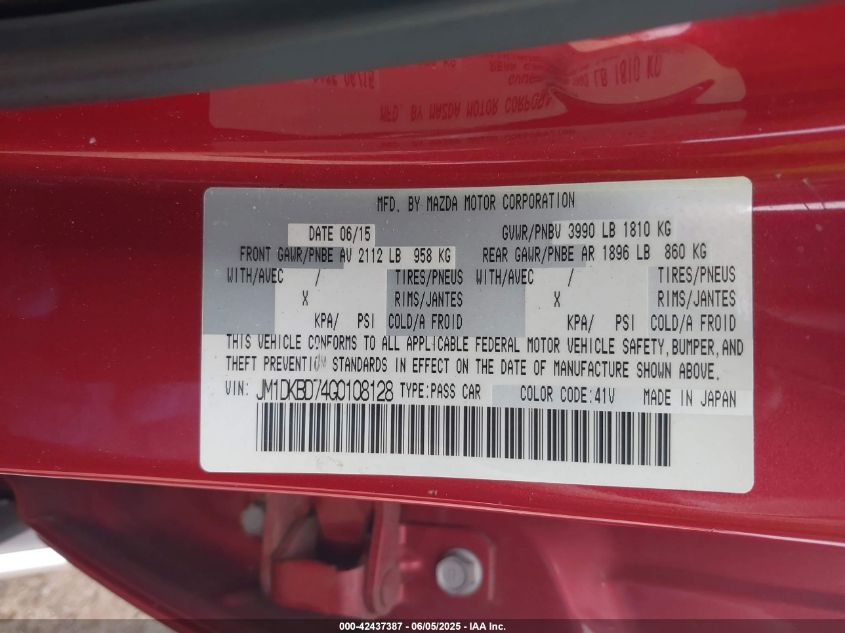 MFD. BY MAZDA MOTOR CORPORATION
DATE 06/15 GVWR/PNBV 3990 LB 1810 KG
FRONT GAWR/PNBE AV 2112 LB 958 KG REAR GAWR/PNBE AR 1896 LB 860 KG
WITH/AVEC / TIRES/PNEUS WITH/AVEC / TIRES/PNEUS
X RIMS/JANTES X RIMS/JANTES
KPA/ PSI COLD/A FROID KPA/ PSI COLD/A FROID
THIS VEHICLE CONFORMS TO ALL APPLICABLE FEDERAL MOTOR VEHICLE SAFETY,BUMPER,AND
THEFT PREVENTION STANDARDS IN EFFECT ON THE DATE OF MANUFACTURE SHOWN ABOVE.
VIN: JM1DKBD74G0108128 TYPE:PASS CAR COLOR CODE:41V MADE IN JAPAN
000-42437387 - 06/05/2025 - IAA Inc.